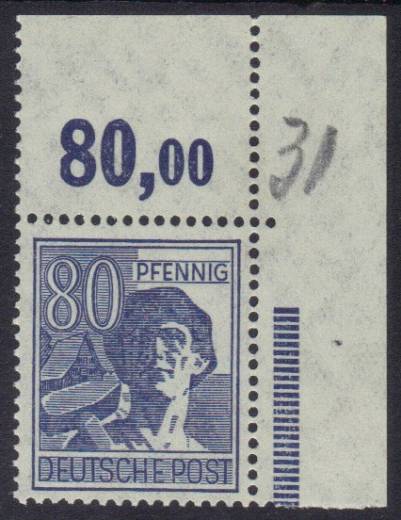 80,00
31
80 PFENNIG
DEUTSCHE POST